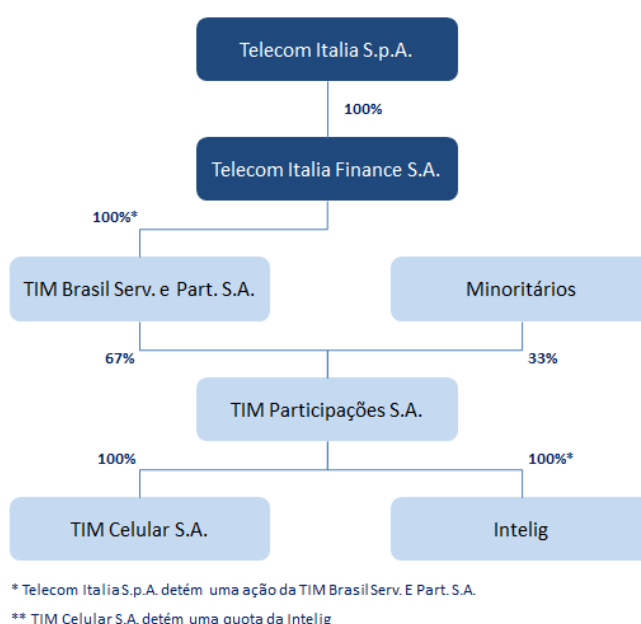 Telecom Italia S.p.A.
100%
Telecom Italia Finance S.A.
100%*
TIM Brasil Serv. e Part. S.A.
Minoritários
67%
33%
TIM Participações S.A.
100%
100%*
TIM Celular S.A.
Intelig
* Telecom Italia S.p.A. detém uma ação da TIM Brasil Serv. E Part. S.A.
** TIM Celular S.A. detém uma quota da Intelig